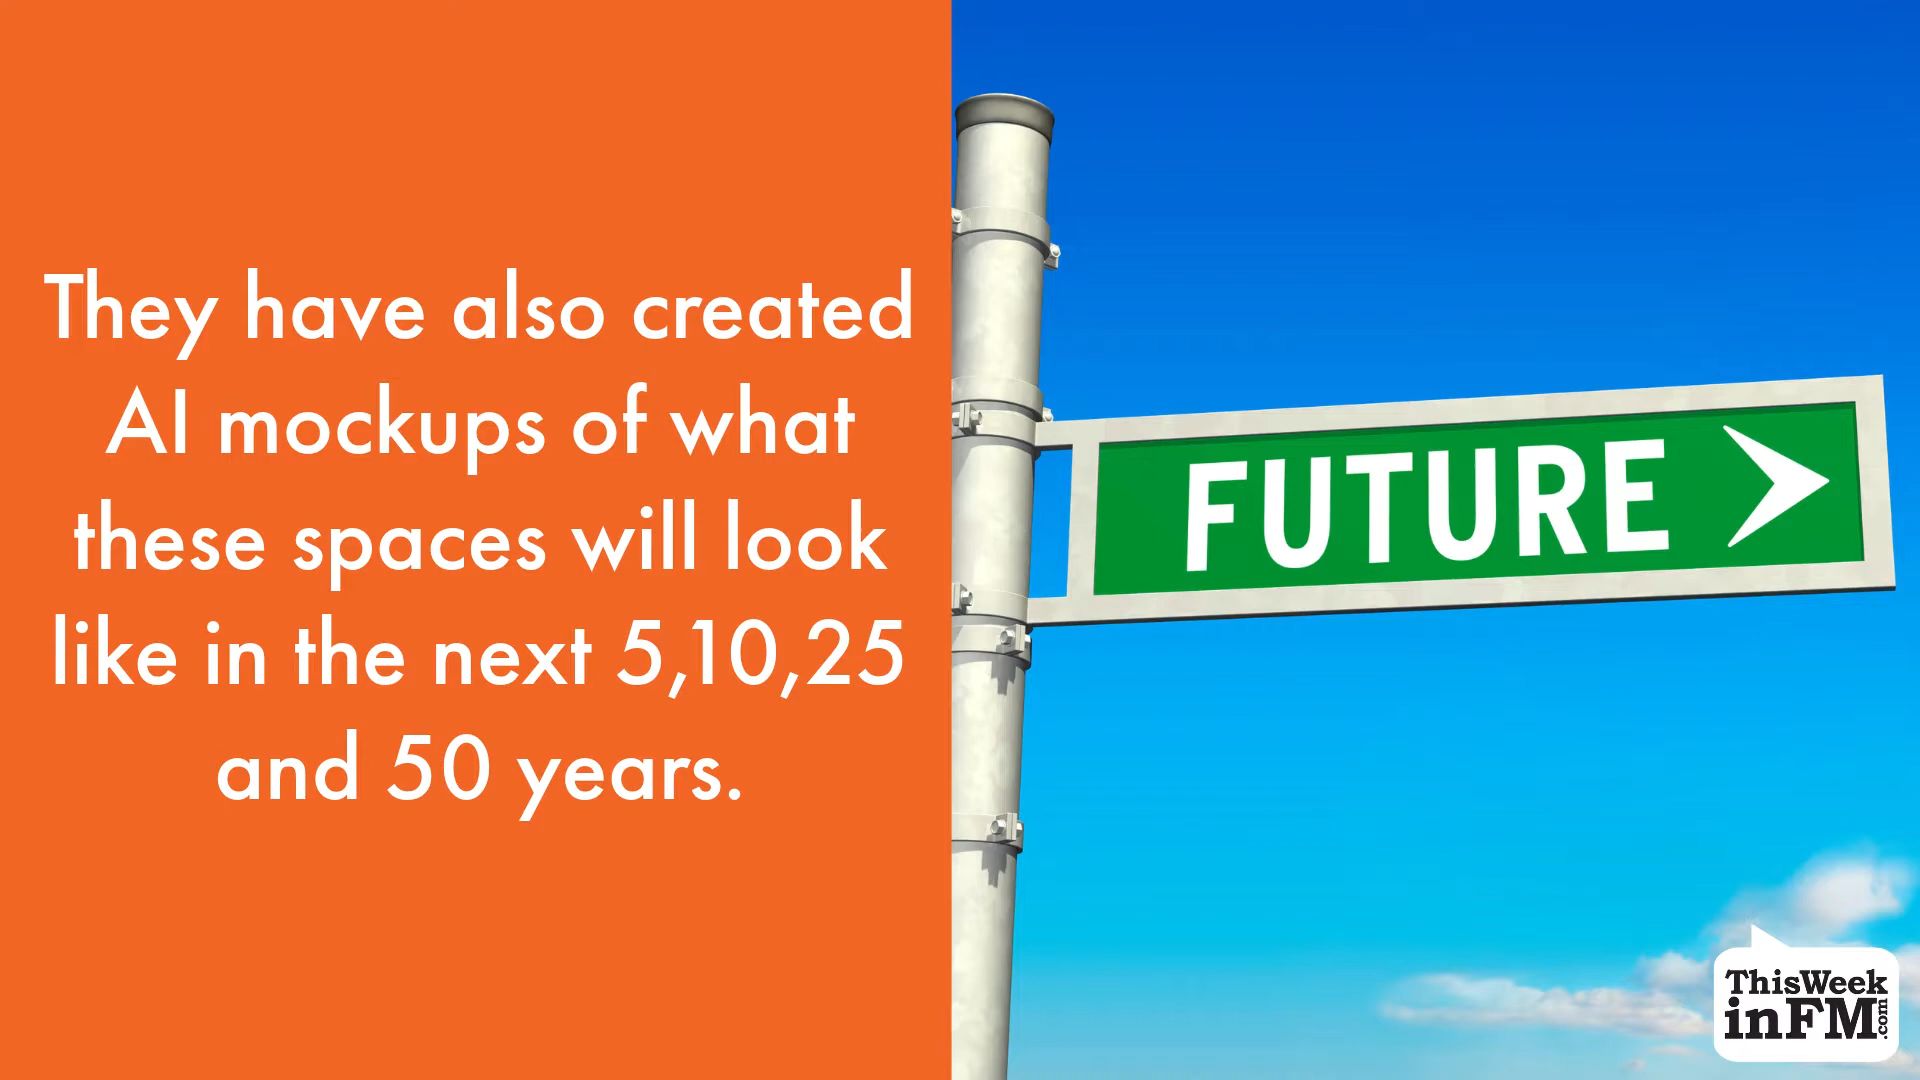 They have also created
AI mockups of what
these spaces will look
like in the next 5,10,25
and 50 years.
FUTURE
ThisWeek
inFM.com